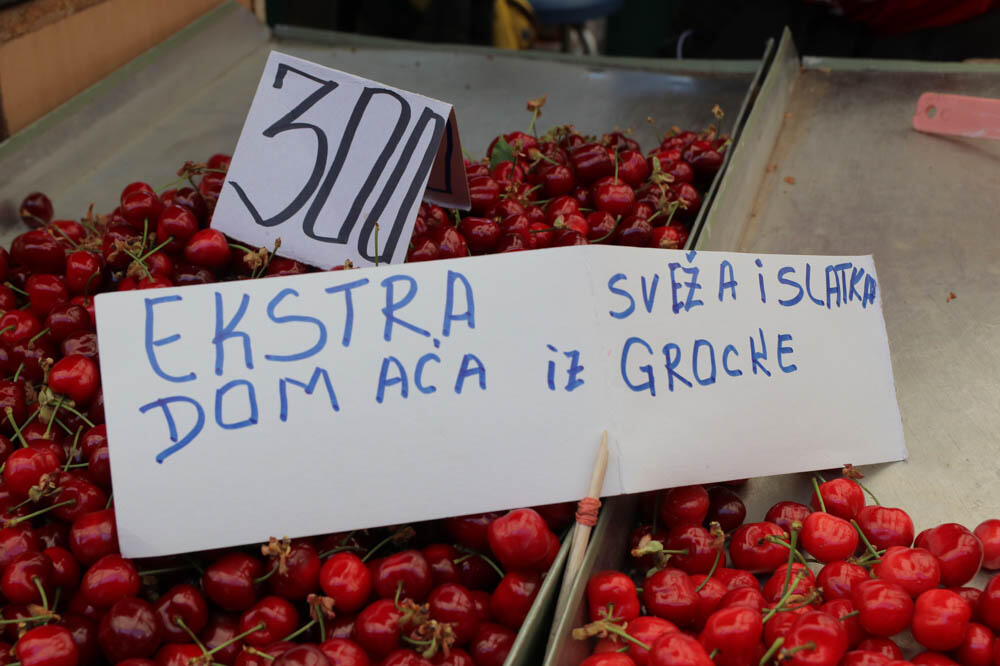 300
EKSTRA SVEŽA i SLATKA
DOMAĆA iz GROCKE